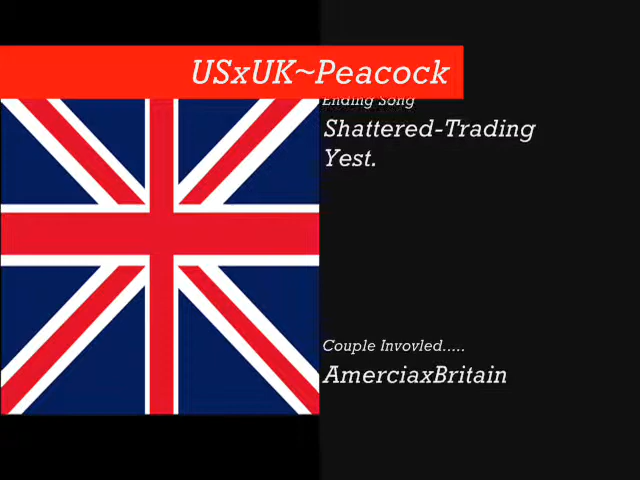 USxUK~Peacock
Ending Song
Shattered-Trading
Yest.
Couple Invovled.....
AmerciaxBritain